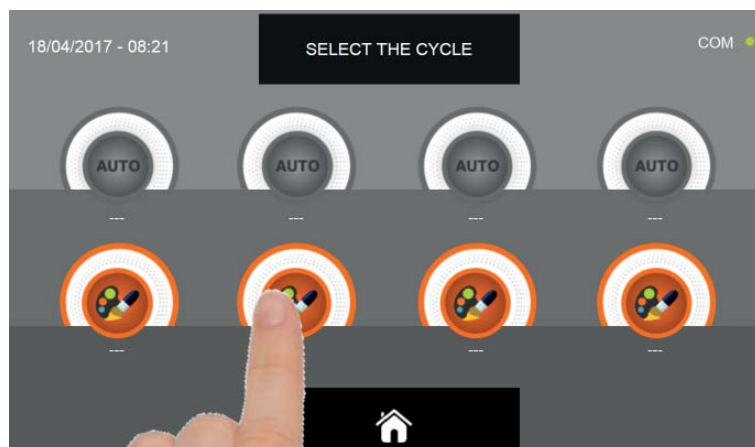 18/04/2017 - 08:21
SELECT THE CYCLE
COM
AUTO AUTO AUTO AUTO
--- --- --- ---
--- --- ---